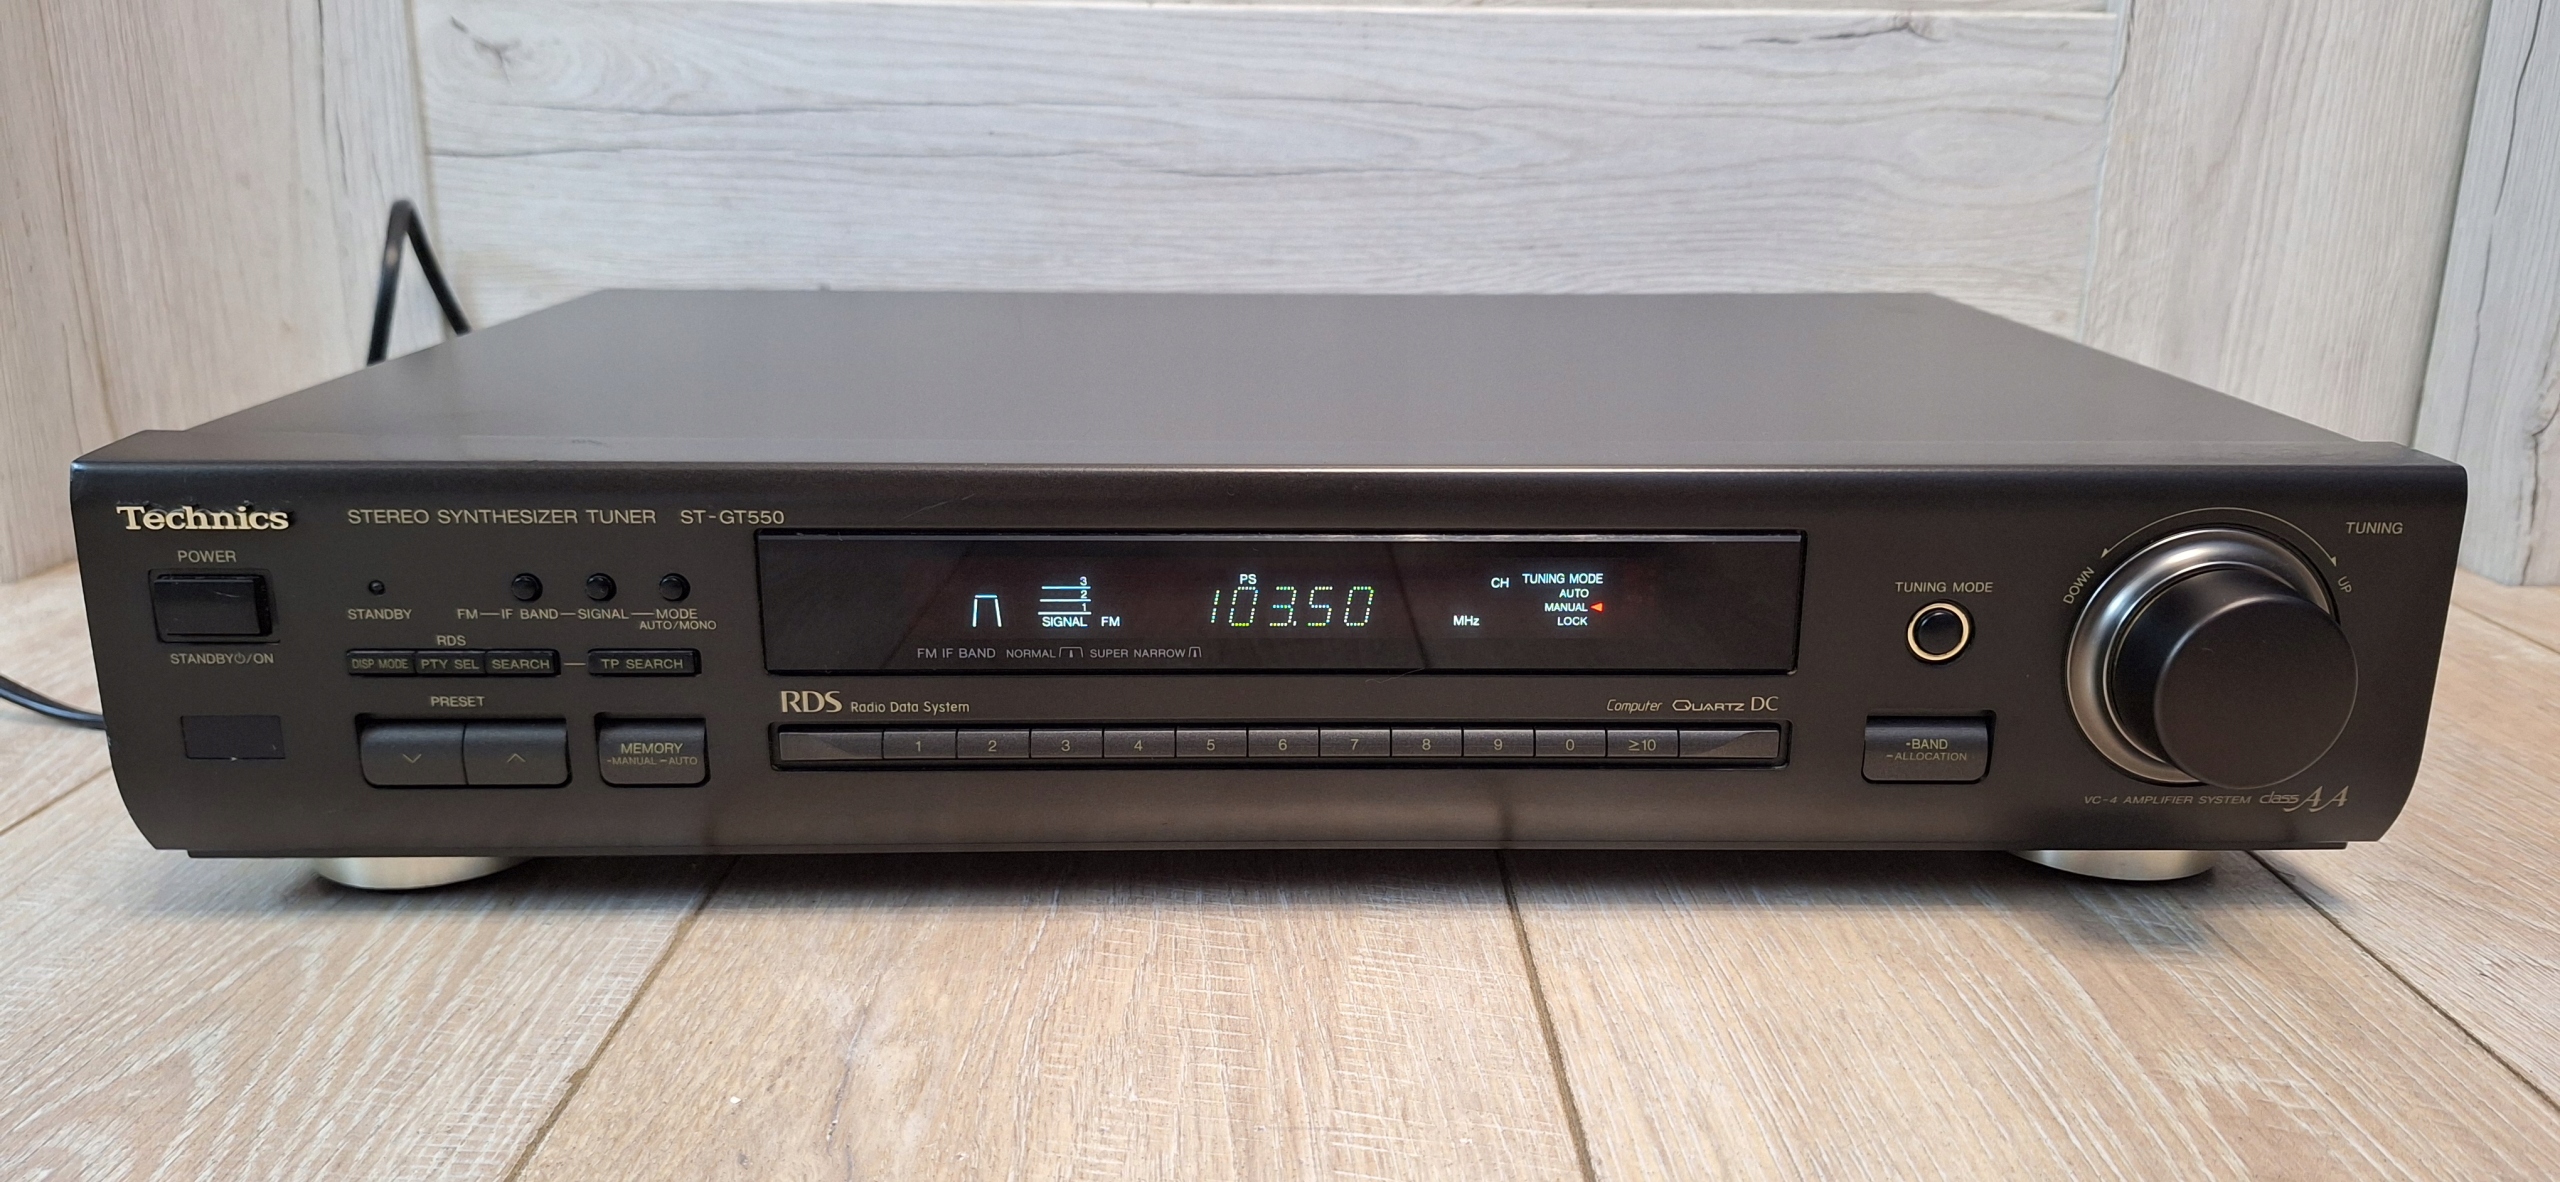 Technics STEREO SYNTHESIZER TUNER ST-GT550
POWER
STANDBY⏻/ON
STANDBY
FM—IF BAND—SIGNAL—MODE
AUTO/MONO
RDS
DISP MODE PTY SEL SEARCH — TP SEARCH
PRESET
MEMORY
-MANUAL -AUTO
PS
103.50
3
2
1
SIGNAL FM
MHz
CH TUNING MODE
AUTO
MANUAL
LOCK
FM IF BAND NORMAL SUPER NARROW
RDS Radio Data System
Computer QUARTZ DC
1 2 3 4 5 6 7 8 9 0 ≥10
TUNING MODE
-BAND
-ALLOCATION
TUNING
DOWN
UP
VC-4 AMPLIFIER SYSTEM class AA